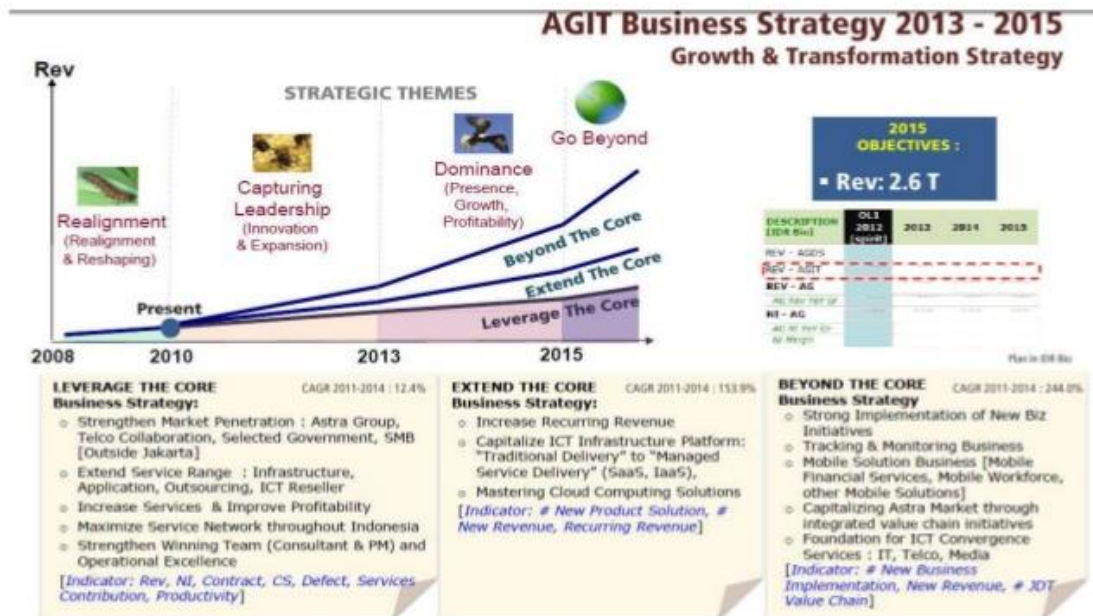 AGIT Business Strategy 2013 - 2015
Growth & Transformation Strategy
Rev
STRATEGIC THEMES
Realignment
(Realignment
& Reshaping)
Capturing
Leadership
(Innovation
& Expansion)
Dominance
(Presence,
Growth,
Profitability)
Go Beyond
Beyond The Core
Extend The Core
Leverage The Core
Present
2008
2010
2013
2015
2015
OBJECTIVES :
▪ Rev: 2.6 T
DESCRIPTION
[IDR Bio]
2012
2013
2014
2015
REV - AGDS
REV - AGIT
REV - AG
NI - AG
Plan in IDR Bio
LEVERAGE THE CORE
CAGR 2011-2014 : 12.4%
Business Strategy:
o Strengthen Market Penetration : Astra Group,
Telco Collaboration, Selected Government, SMB
[Outside Jakarta]
o Extend Service Range : Infrastructure,
Application, Outsourcing, ICT Reseller
o Increase Services & Improve Profitability
o Maximize Service Network throughout Indonesia
o Strengthen Winning Team (Consultant & PM) and
Operational Excellence
[Indicator: Rev, NI, Contract, CS, Defect, Services
Contribution, Productivity]
EXTEND THE CORE
CAGR 2011-2014 : 153.9%
Business Strategy:
o Increase Recurring Revenue
o Capitalize ICT Infrastructure Platform:
"Traditional Delivery" to "Managed
Service Delivery" (SaaS, IaaS),
o Mastering Cloud Computing Solutions
[Indicator: # New Product Solution, #
New Revenue, Recurring Revenue]
BEYOND THE CORE
CAGR 2011-2014 : 244.0%
Business Strategy
o Strong Implementation of New Biz
Initiatives
o Tracking & Monitoring Business
o Mobile Solution Business [Mobile
Financial Services, Mobile Workforce,
other Mobile Solutions]
o Capitalizing Astra Market through
integrated value chain initiatives
o Foundation for ICT Convergence
Services : IT, Telco, Media
[Indicator: # New Business
Implementation, New Revenue, # JDT
Value Chain]